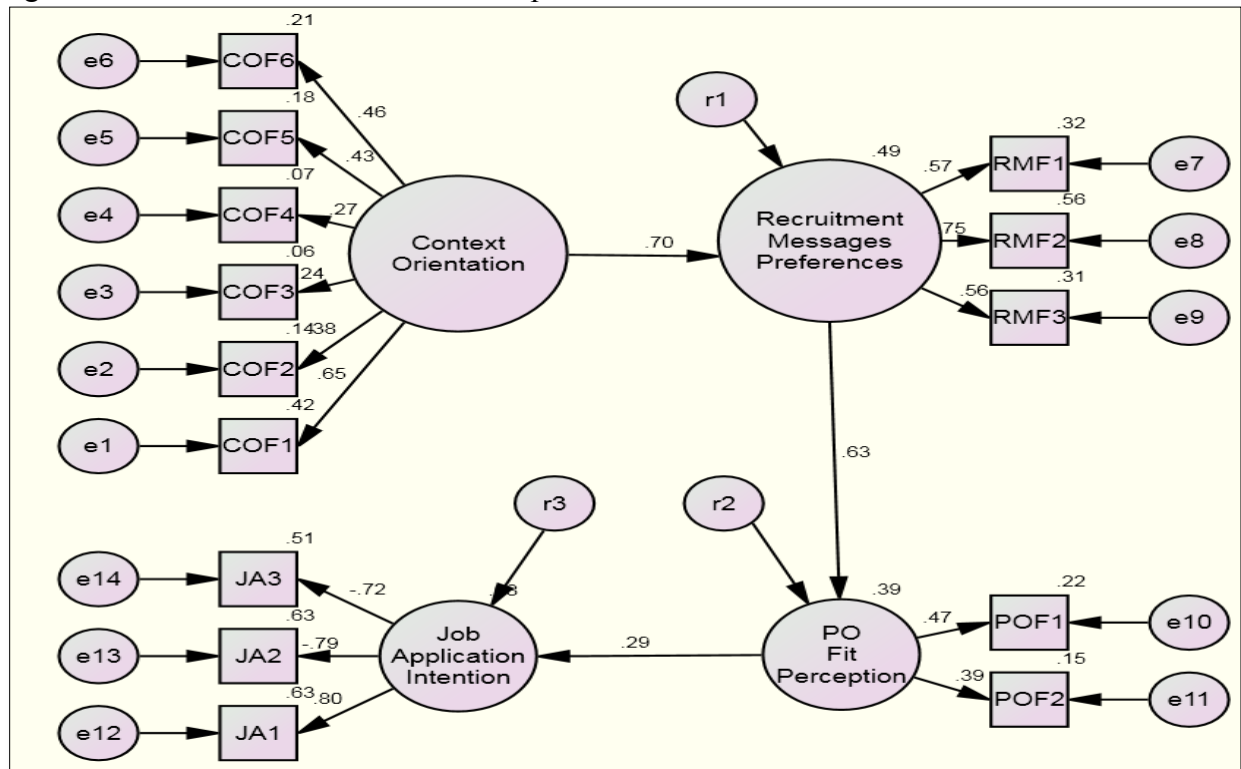 .21
e6
COF6
.46
.18
e5
COF5
.43
.07
e4
COF4
.27
.06
e3
COF3
.24
.14
.38
e2
COF2
.65
.42
e1
COF1
Context
Orientation
.70
r1
.49
Recruitment
Messages
Preferences
.57
.32
RMF1
e7
.75
.56
RMF2
e8
.56
.31
RMF3
e9
.63
r3
r2
.51
e14
JA3
-.72
.63
e13
JA2
-.79
.63
.80
e12
JA1
Job
Application
Intention
.29
.39
PO
Fit
Perception
.47
.22
POF1
e10
.39
.15
POF2
e11